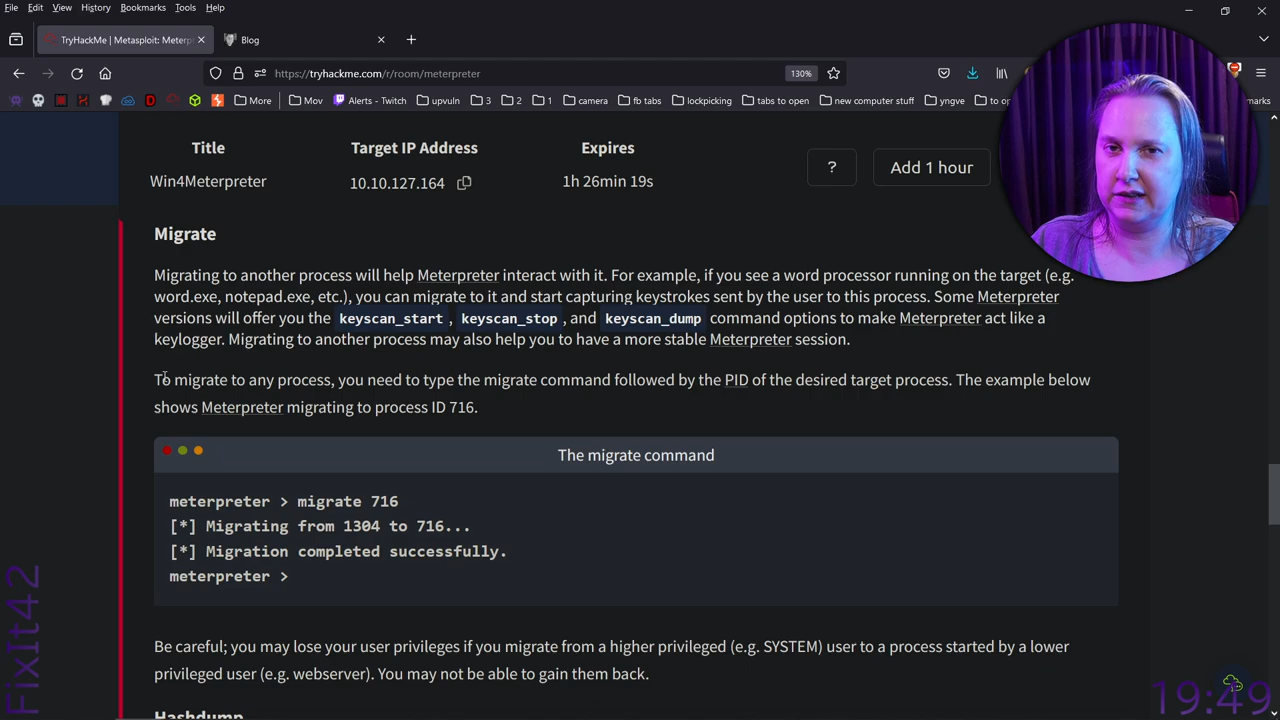 File Edit View History Bookmarks Tools Help
TryHackMe | Metasploit: Meterpr
Blog
https://tryhackme.com/r/room/meterpreter
130%
More Mov Alerts - Twitch upvuln 3 2 1 camera fb tabs lockpicking tabs to open new computer stuff yngve to op marks
Title Target IP Address Expires
Win4Meterpreter 10.10.127.164 1h 26min 19s
? Add 1 hour
Migrate
Migrating to another process will help Meterpreter interact with it. For example, if you see a word processor running on the target (e.g.
word.exe, notepad.exe, etc.), you can migrate to it and start capturing keystrokes sent by the user to this process. Some Meterpreter
versions will offer you the keyscan_start, keyscan_stop, and keyscan_dump command options to make Meterpreter act like a
keylogger. Migrating to another process may also help you to have a more stable Meterpreter session.
To migrate to any process, you need to type the migrate command followed by the PID of the desired target process. The example below
shows Meterpreter migrating to process ID 716.
The migrate command
meterpreter > migrate 716
[*] Migrating from 1304 to 716...
[*] Migration completed successfully.
meterpreter >
Be careful; you may lose your user privileges if you migrate from a higher privileged (e.g. SYSTEM) user to a process started by a lower
privileged user (e.g. webserver). You may not be able to gain them back.
Hashdump
FixIt42
19:49